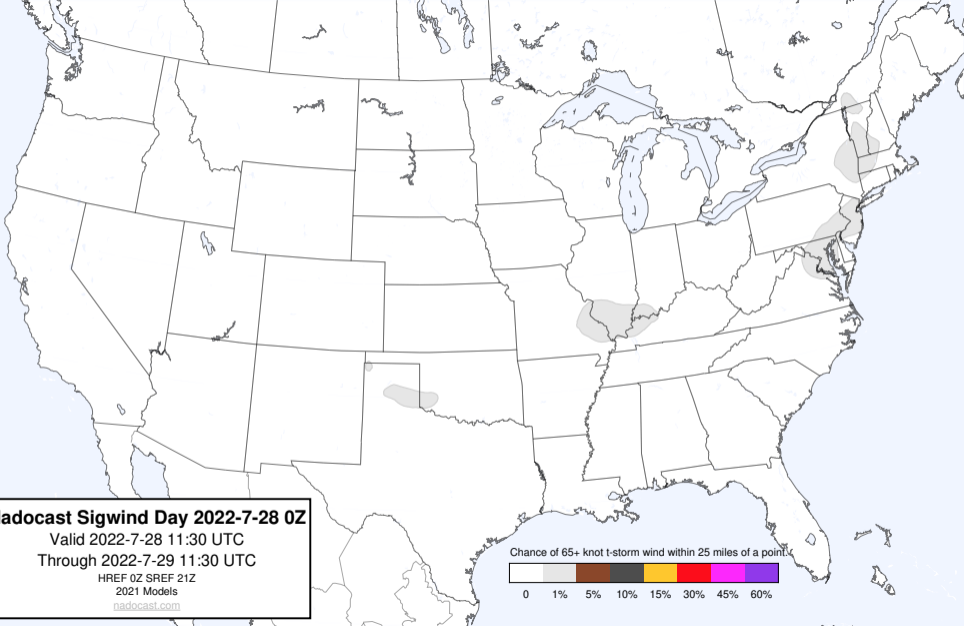 adocast Sigwind Day 2022-7-28 0Z
Valid 2022-7-28 11:30 UTC
Through 2022-7-29 11:30 UTC
HREF 0Z SREF 21Z
2021 Models
nadocast.com
Chance of 65+ knot t-storm wind within 25 miles of a point.
0 1% 5% 10% 15% 30% 45% 60%